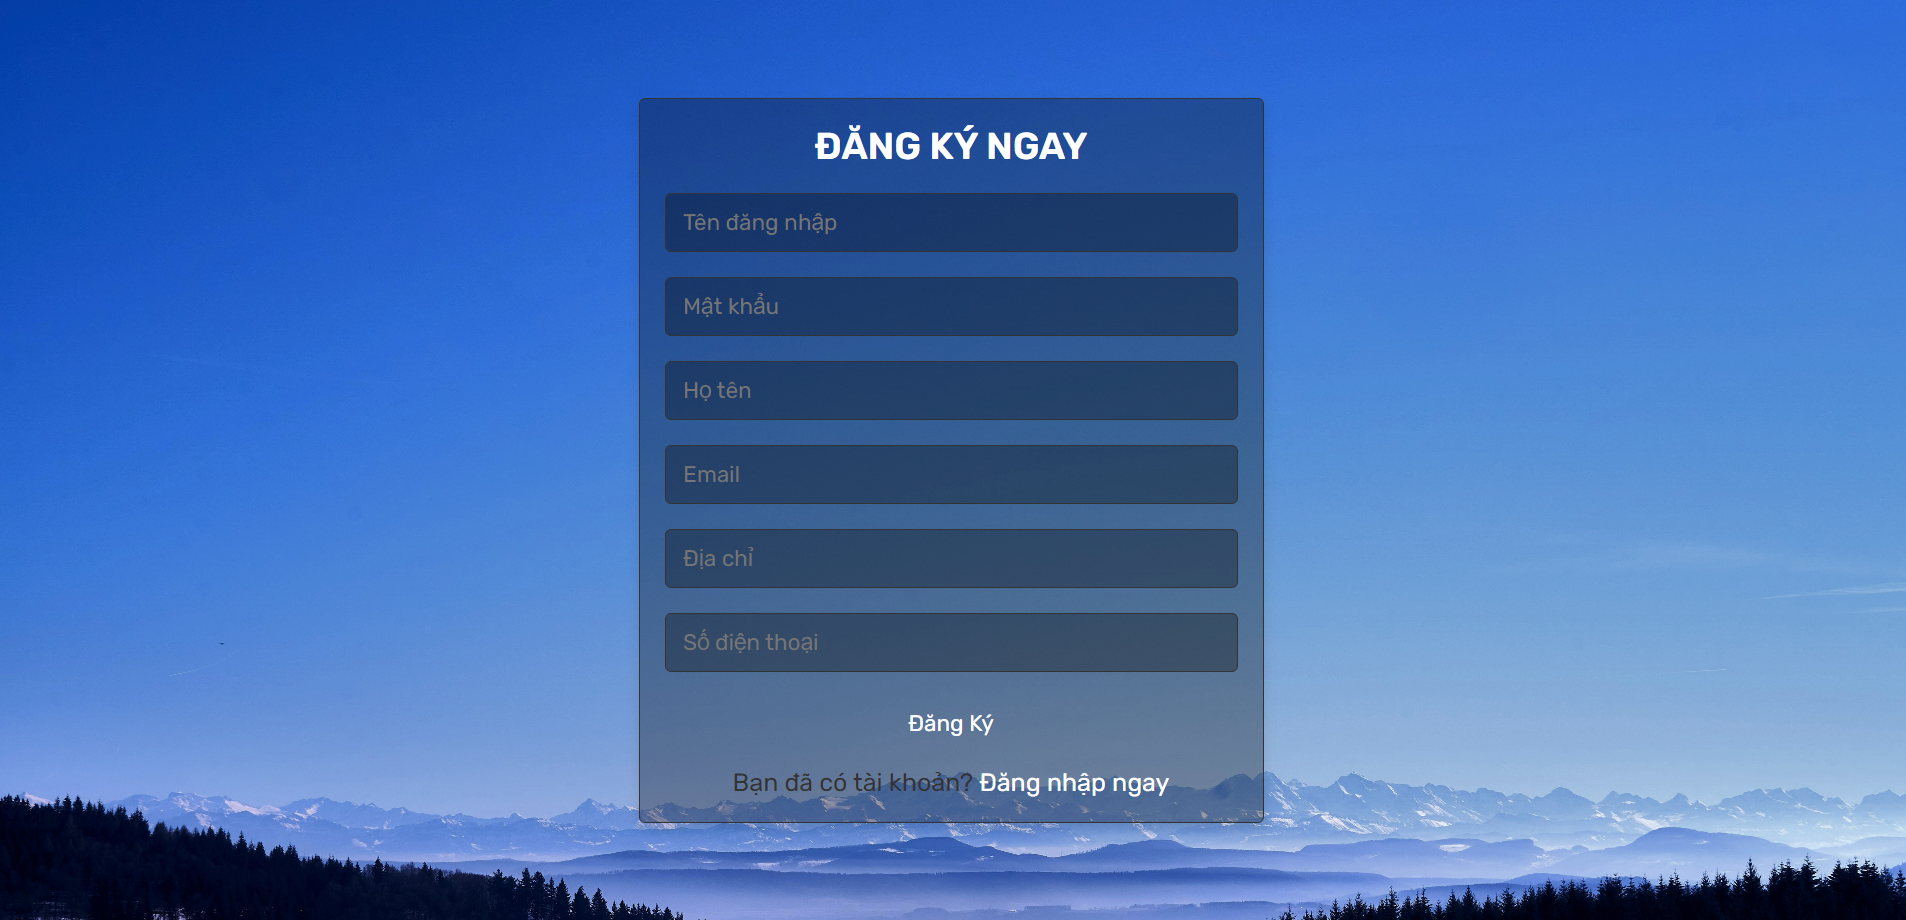 ĐĂNG KÝ NGAY
Tên đăng nhập
Mật khẩu
Họ tên
Email
Địa chỉ
Số điện thoại
Đăng Ký
Bạn đã có tài khoản? Đăng nhập ngay